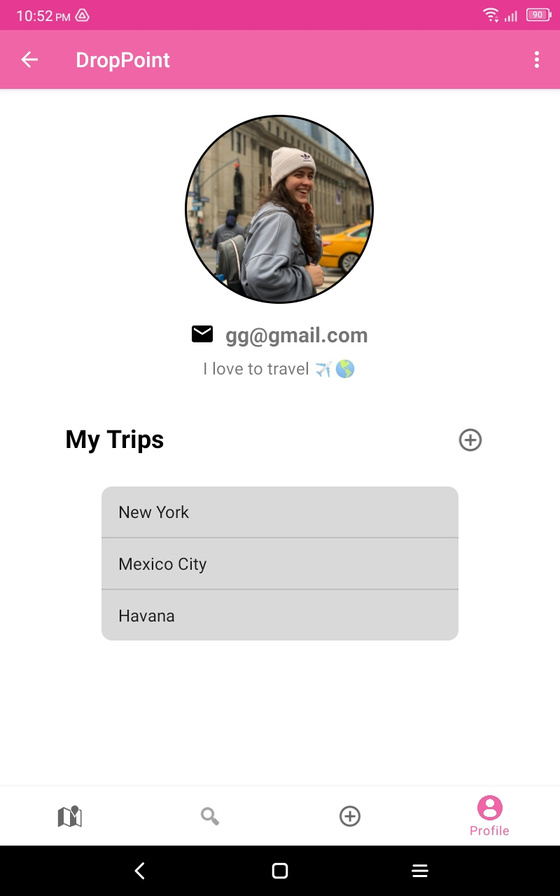 10:52 PM
90
DropPoint
gg@gmail.com
I love to travel ✈️🌎
My Trips
New York
Mexico City
Havana
Profile